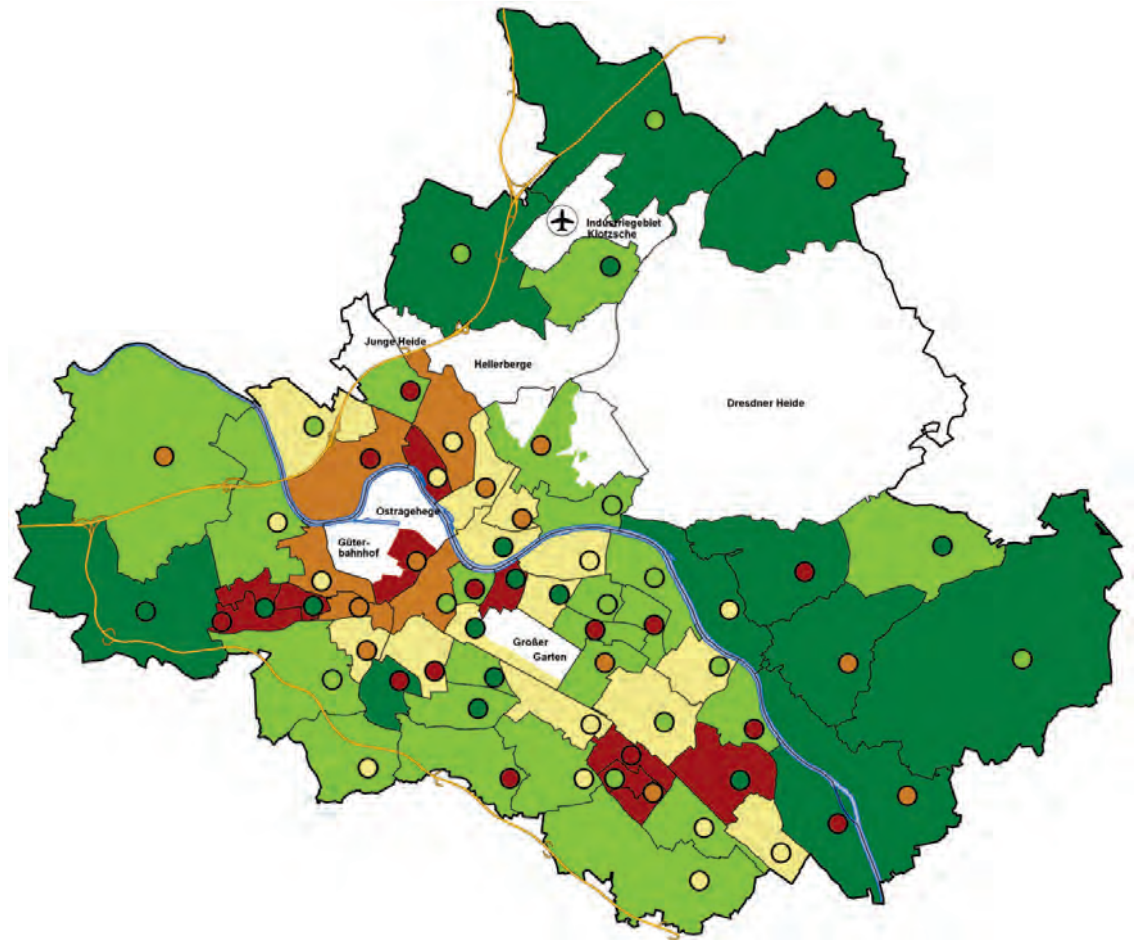 Industriegebiet
Klotzsche
Junge Heide
Hellerberge
Dresdner Heide
Ostragehege
Güter-
bahnhof
Großer
Garten